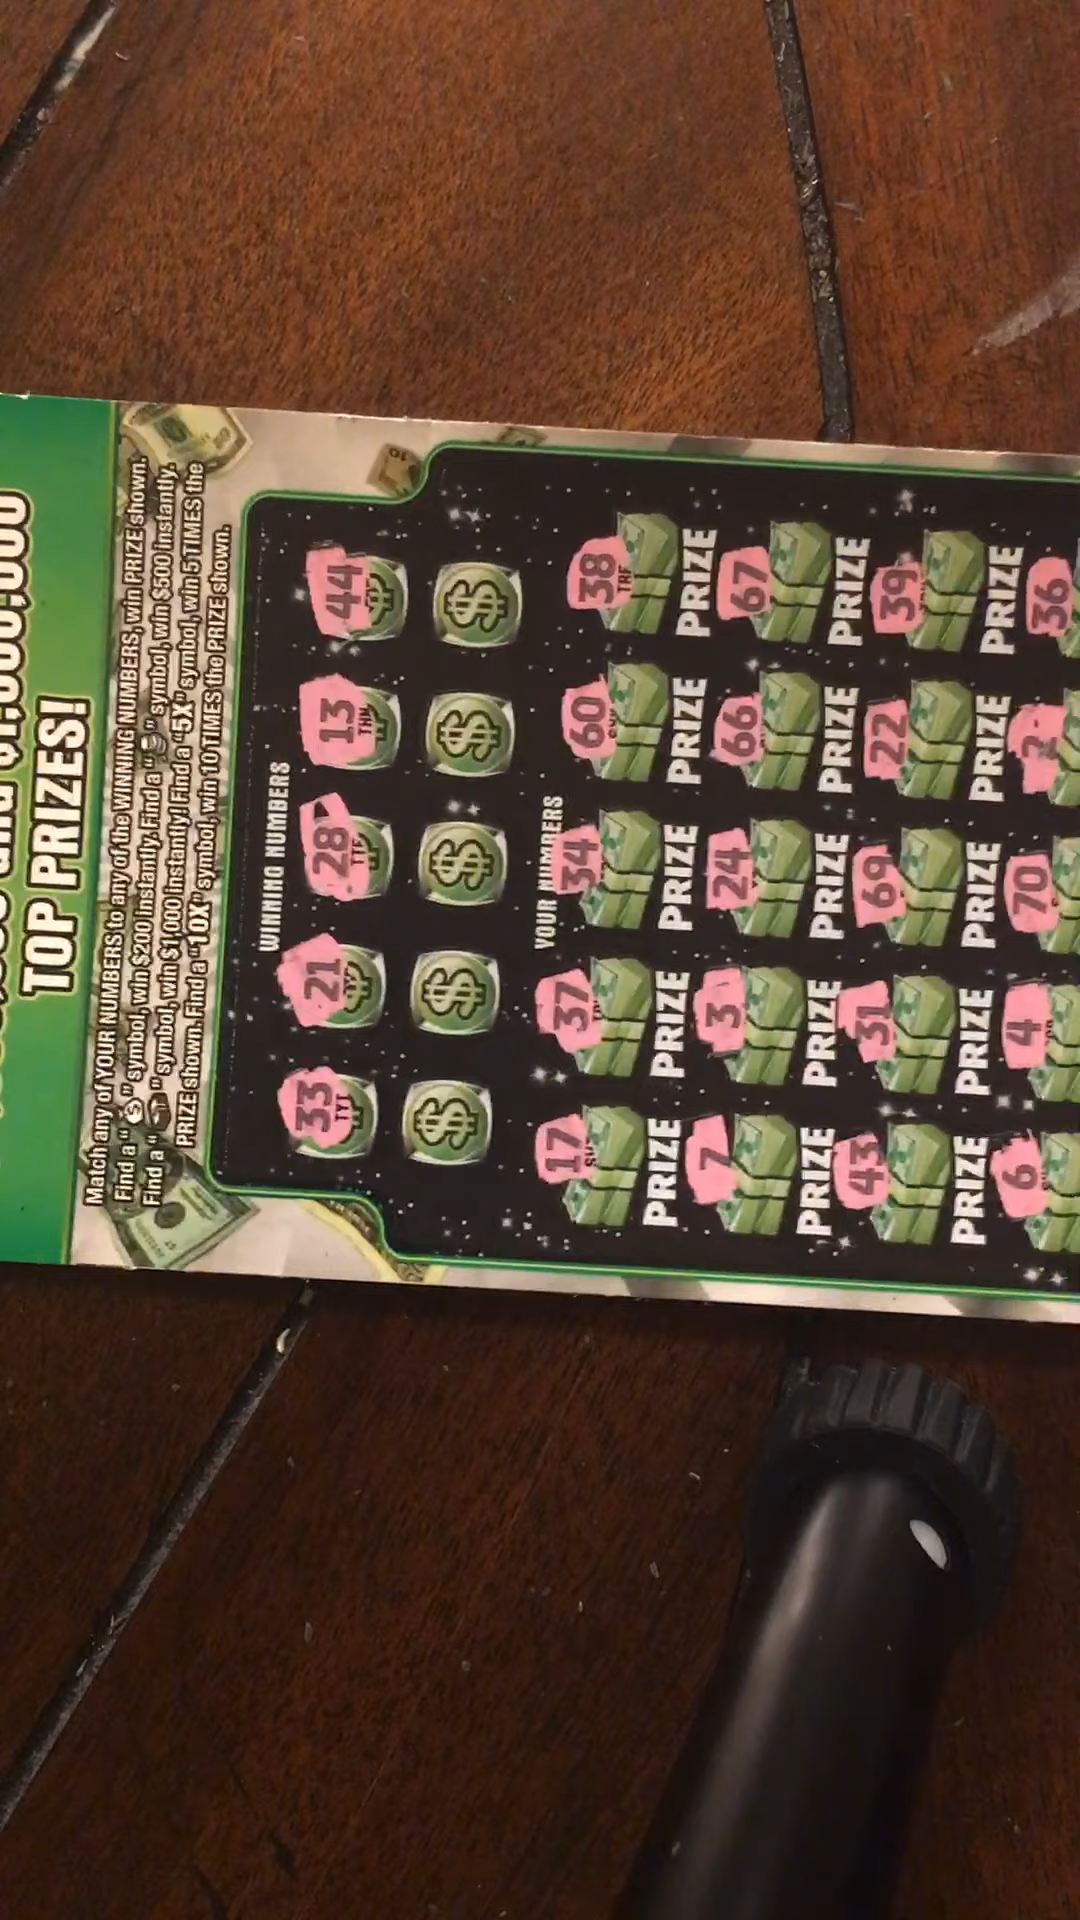 TOP PRIZES!
Match any of YOUR NUMBERS to any of the WINNING NUMBERS, win PRIZE shown.
Find a " " symbol, win $200 instantly. Find a " " symbol, win $500 instantly.
Find a " " symbol, win $1,000 instantly! Find a "5X" symbol, win 5 TIMES the
PRIZE shown. Find a "10X" symbol, win 10 TIMES the PRIZE shown.
WINNING NUMBERS
33 21 28 13 44
TYT THN
$ $ $ $ $
YOUR NUMBERS
17 37 34 60 38
PRIZE PRIZE PRIZE PRIZE PRIZE
7 3 24 66 67
PRIZE PRIZE PRIZE PRIZE PRIZE
43 31 69 22 39
PRIZE PRIZE PRIZE PRIZE PRIZE
6 4 70 36